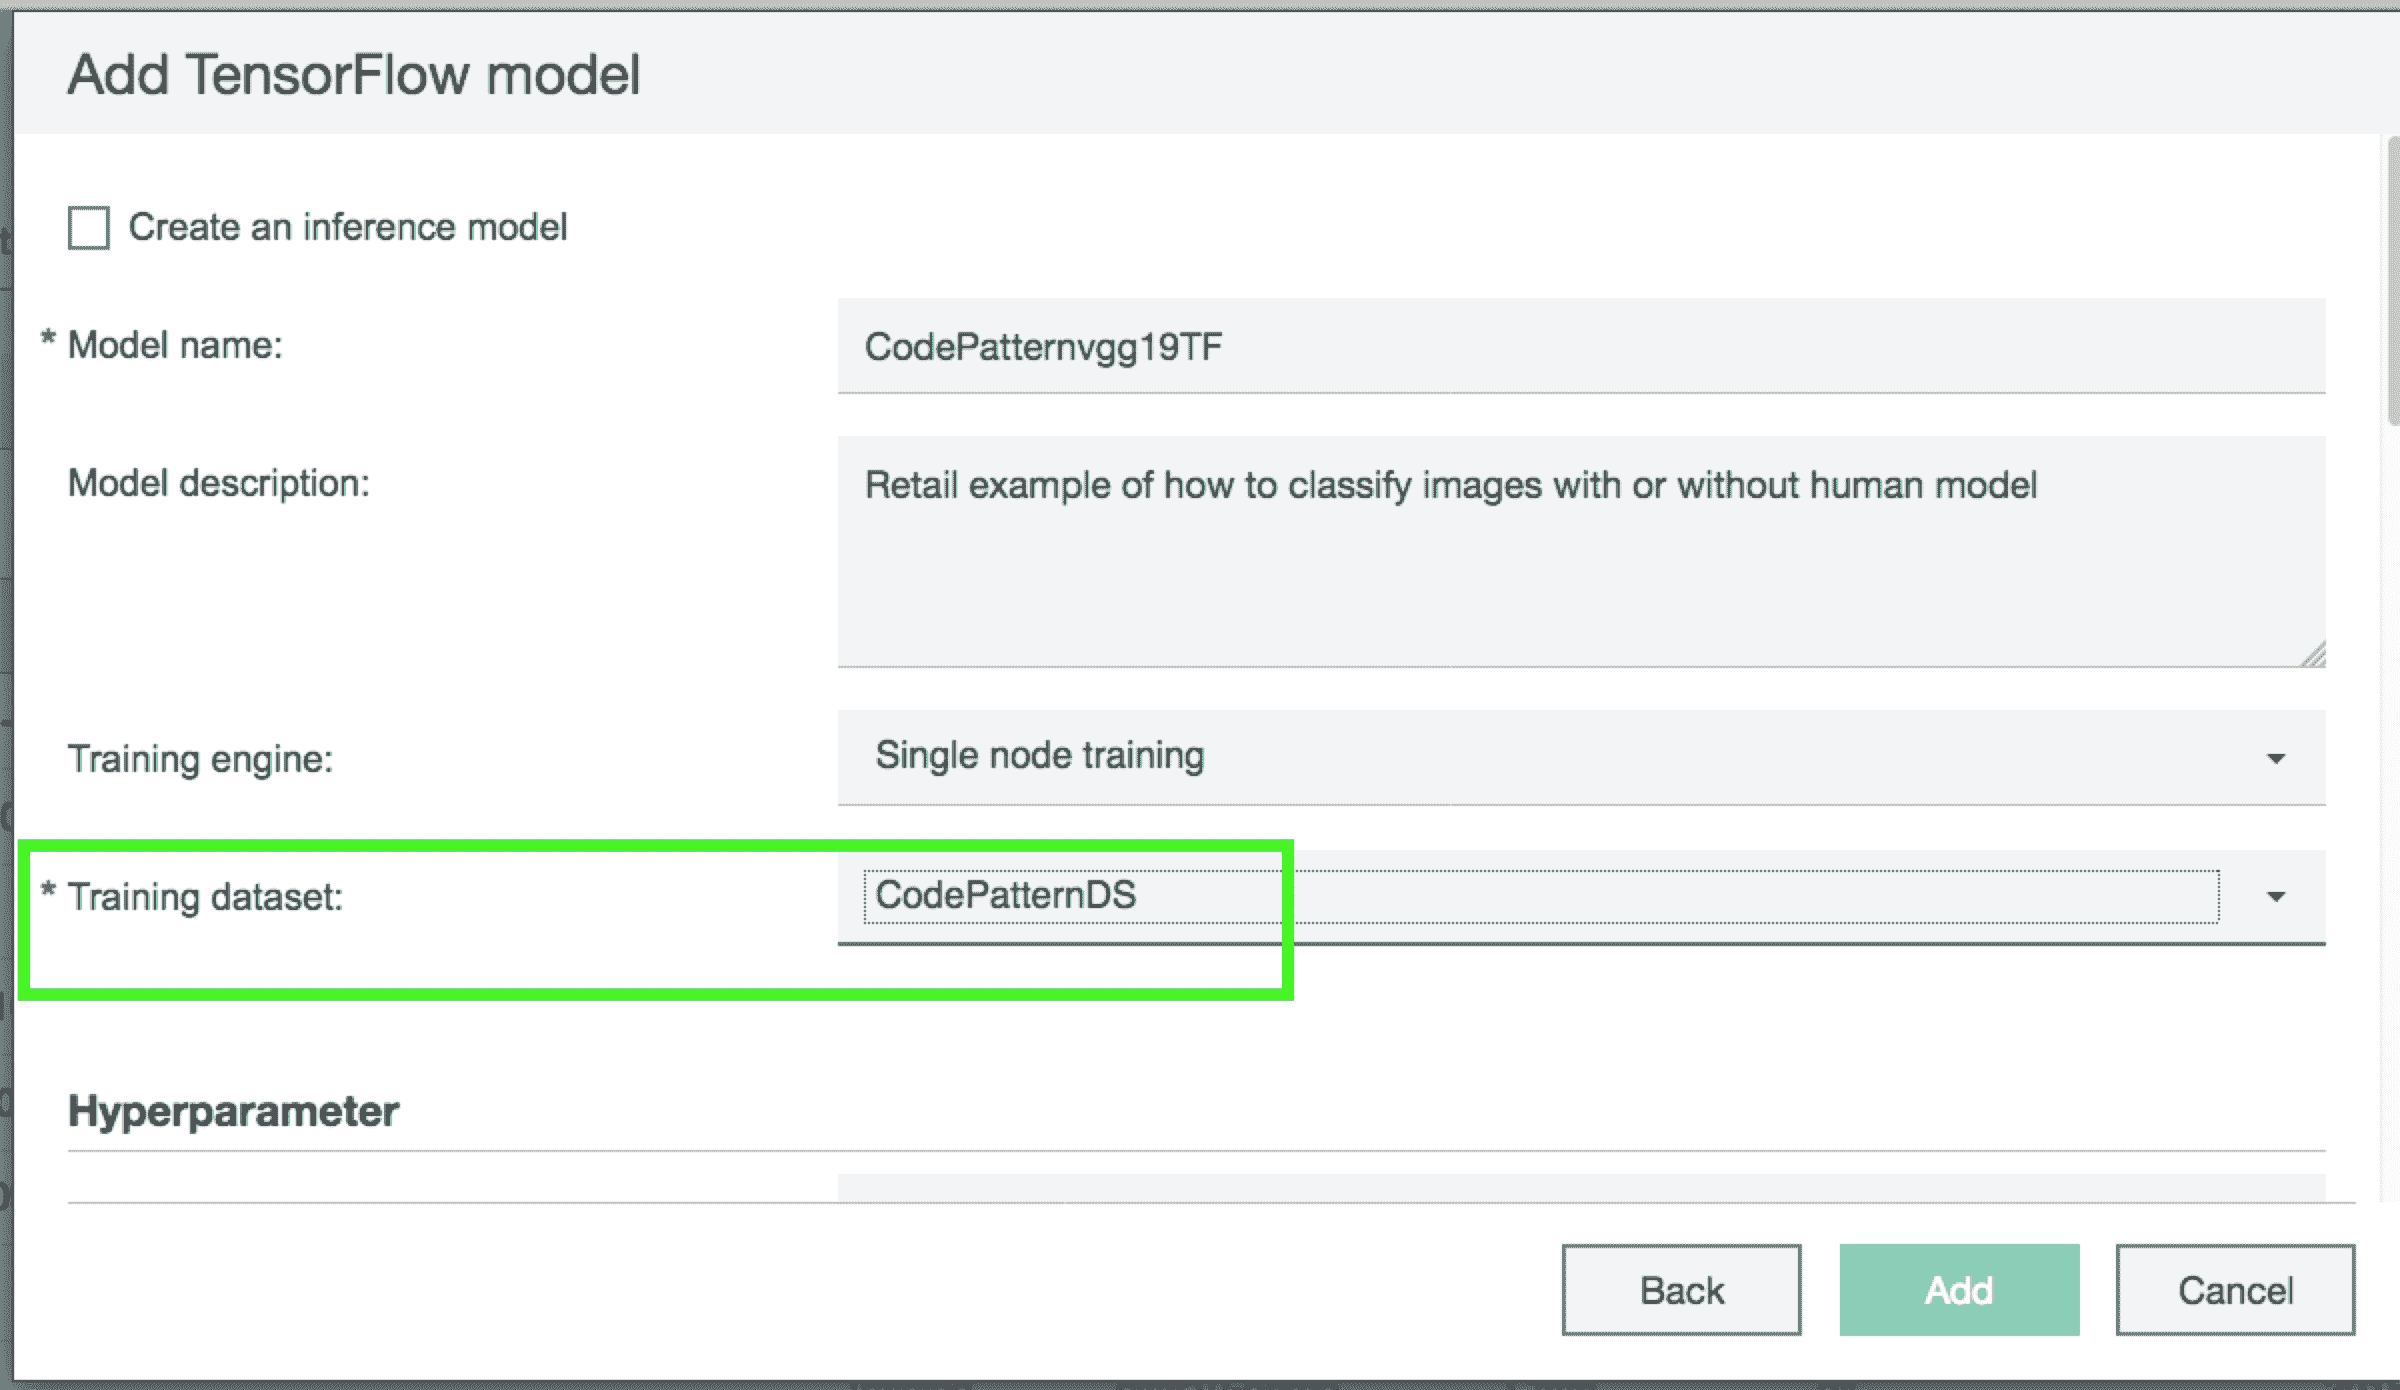 Add TensorFlow model
Create an inference model
* Model name:
CodePatternvgg19TF
Model description:
Retail example of how to classify images with or without human model
Training engine:
Single node training
* Training dataset:
CodePatternDS
Hyperparameter
Back
Add
Cancel